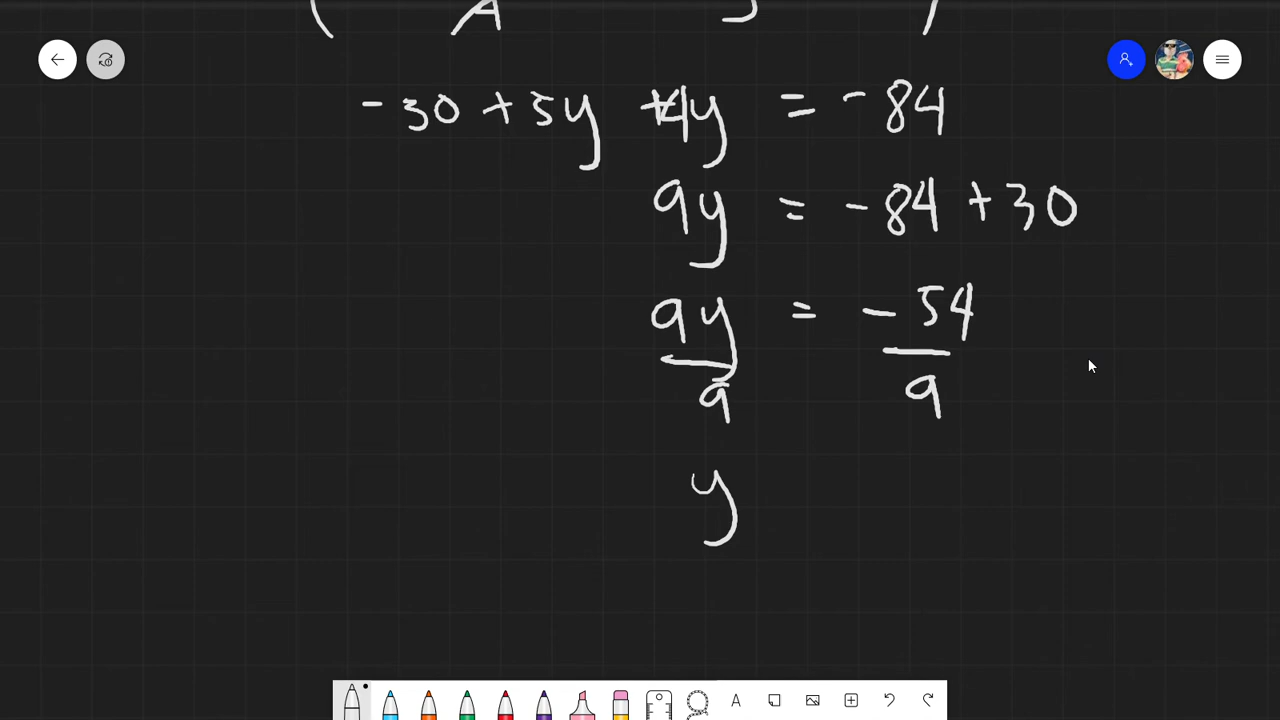 -30 + 5y + 4y = -84
9y = -84 + 30
9y = -54
9 9
y
A